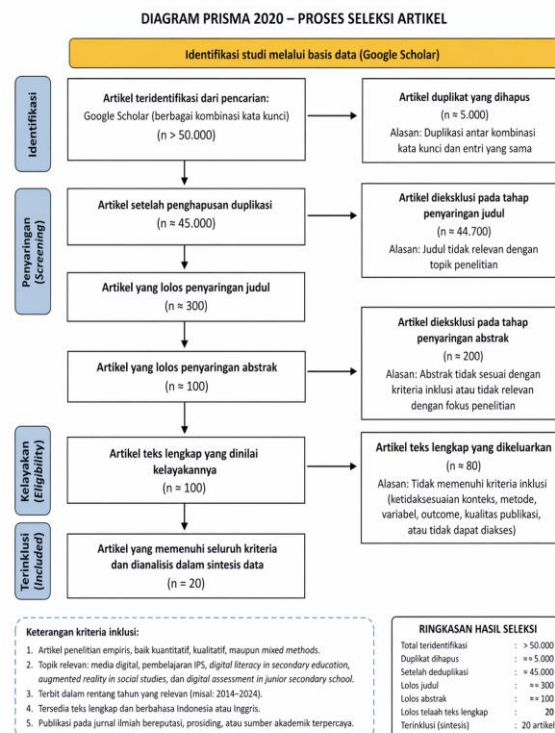 DIAGRAM PRISMA 2020 – PROSES SELEKSI ARTIKEL
Identifikasi studi melalui basis data (Google Scholar)
Identifikasi
Artikel teridentifikasi dari pencarian:
Google Scholar (berbagai kombinasi kata kunci)
(n > 50.000)
Artikel duplikat yang dihapus
(n ≈ 5.000)
Alasan: Duplikasi antar kombinasi
kata kunci dan entri yang sama
Penyaringan
(Screening)
Artikel setelah penghapusan duplikasi
(n ≈ 45.000)
Artikel dieksklusi pada tahap
penyaringan judul
(n ≈ 44.700)
Alasan: Judul tidak relevan dengan
topik penelitian
Artikel yang lolos penyaringan judul
(n ≈ 300)
Artikel yang lolos penyaringan abstrak
(n ≈ 100)
Artikel dieksklusi pada tahap
penyaringan abstrak
(n ≈ 200)
Alasan: Abstrak tidak sesuai dengan
kriteria inklusi atau tidak relevan
dengan fokus penelitian
Kelayakan
(Eligibility)
Artikel teks lengkap yang dinilai
kelayakannya
(n ≈ 100)
Artikel teks lengkap yang dikeluarkan
(n ≈ 80)
Alasan: Tidak memenuhi kriteria inklusi
(ketidaksesuaian konteks, metode,
variabel, outcome, kualitas publikasi,
atau tidak dapat diakses)
Terinklusi
(Included)
Artikel yang memenuhi seluruh kriteria
dan dianalisis dalam sintesis data
(n = 20)
Keterangan kriteria inklusi:
1. Artikel penelitian empiris, baik kuantitatif, kualitatif, maupun mixed methods.
2. Topik relevan: media digital, pembelajaran IPS, digital literacy in secondary education,
augmented reality in social studies, dan digital assessment in junior secondary school.
3. Terbit dalam rentang tahun yang relevan (misal: 2014–2024).
4. Tersedia teks lengkap dan berbahasa Indonesia atau Inggris.
5. Publikasi pada jurnal ilmiah bereputasi, prosiding, atau sumber akademik terpercaya.
RINGKASAN HASIL SELEKSI
Total teridentifikasi : > 50.000
Duplikat dihapus : ≈≈ 5.000
Setelah deduplikasi : ≈ 45.000
Lolos judul : ≈≈ 300
Lolos abstrak : ≈≈ 100
Lolos telaah teks lengkap : 20
Terinklusi (sintesis) : 20 artikel